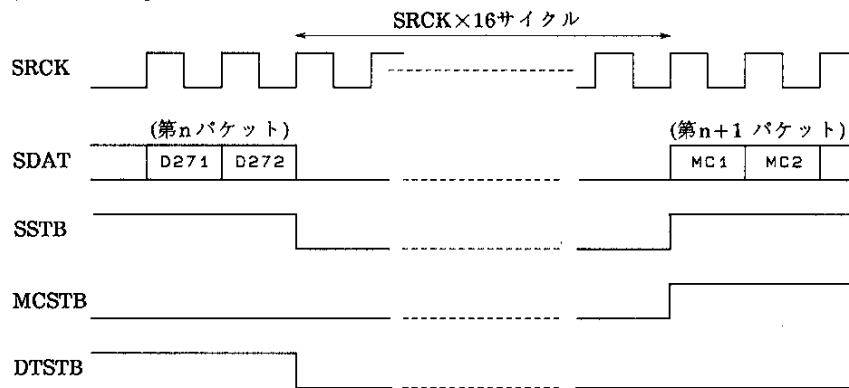 SRCK×16サイクル
SRCK
(第nパケット) (第n+1 パケット)
SDAT D271 D272 MC1 MC2
SSTB
MCSTB
DTSTB